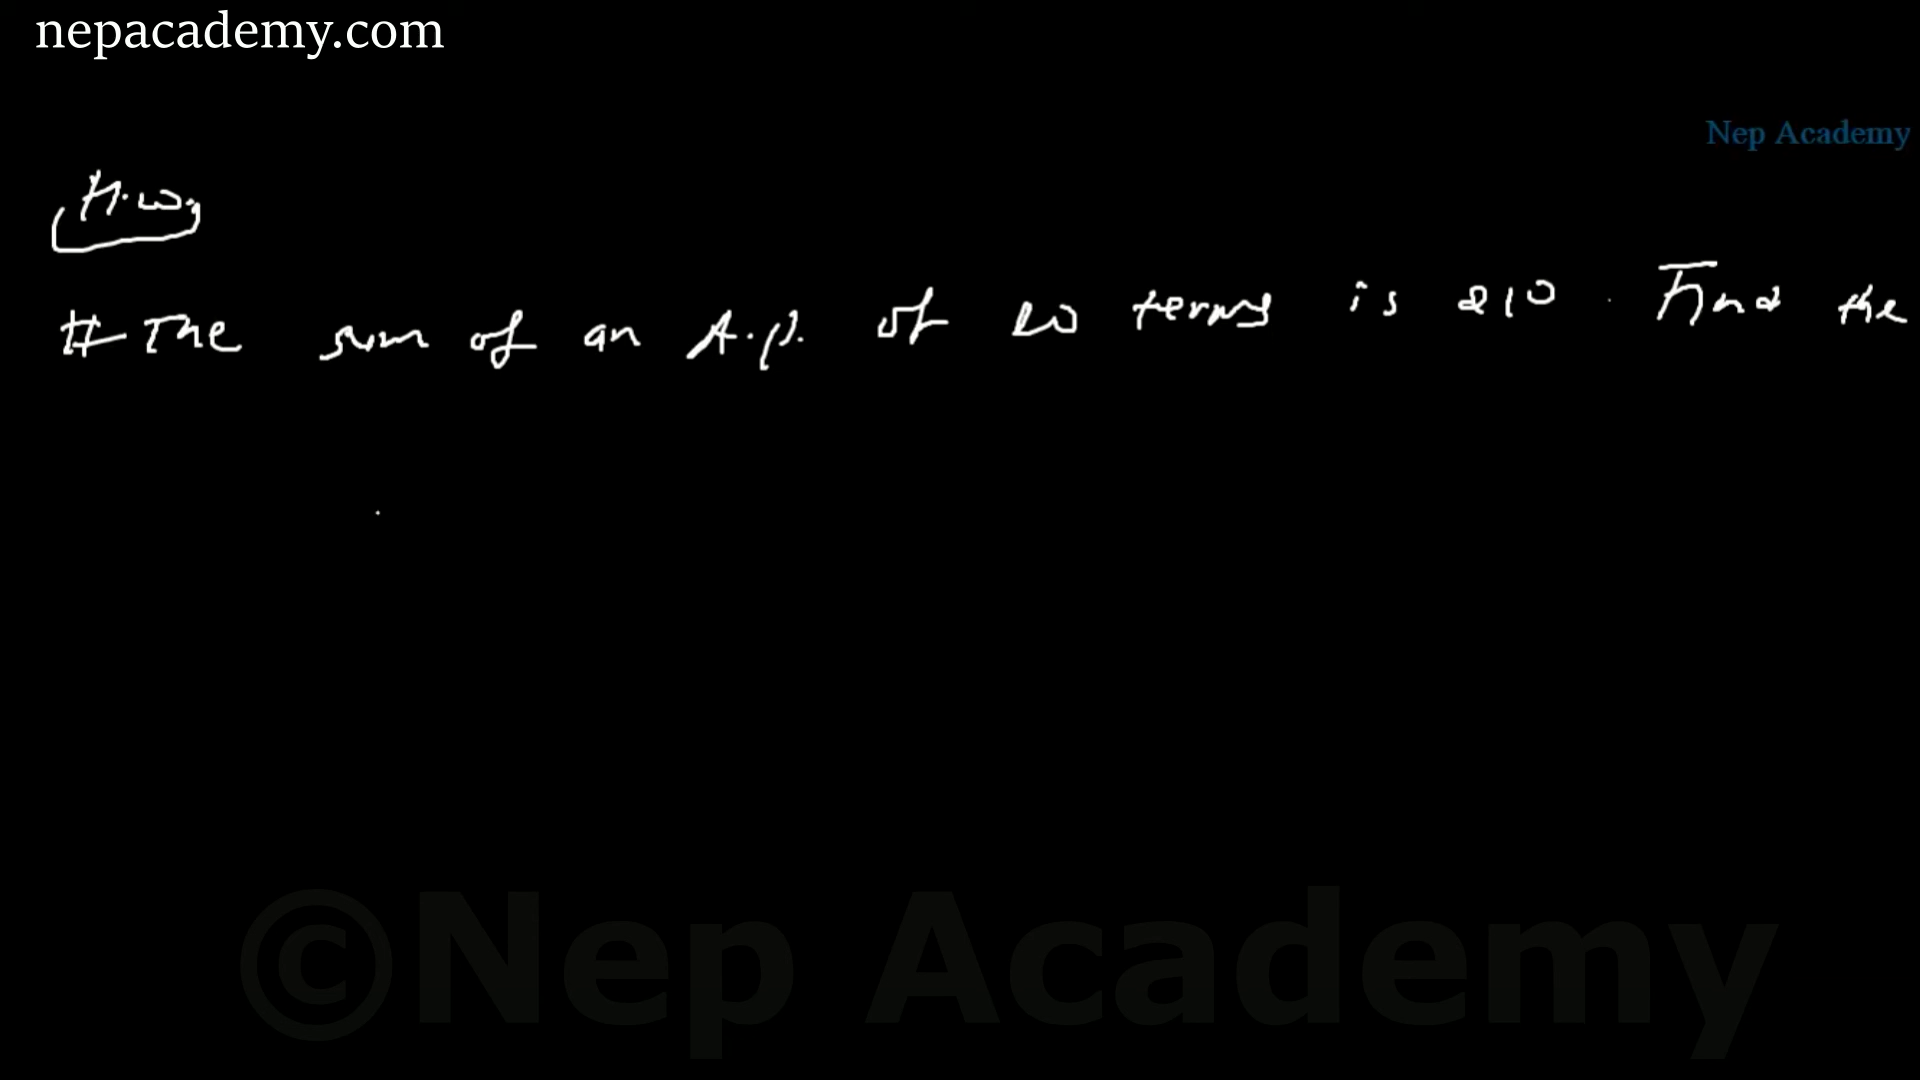 nepacademy.com
Nep Academy
H.W.
# The sum of an A.P. of 20 terms is 210. Find the
©Nep Academy